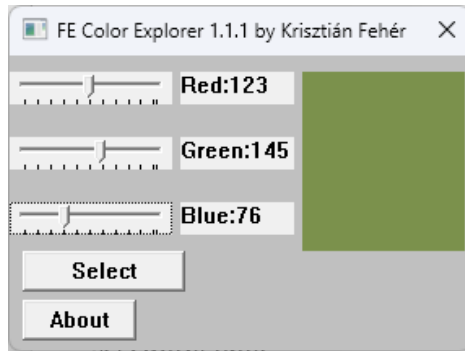 FE Color Explorer 1.1.1 by Krisztián Fehér
Red:123
Green:145
Blue:76
Select
About